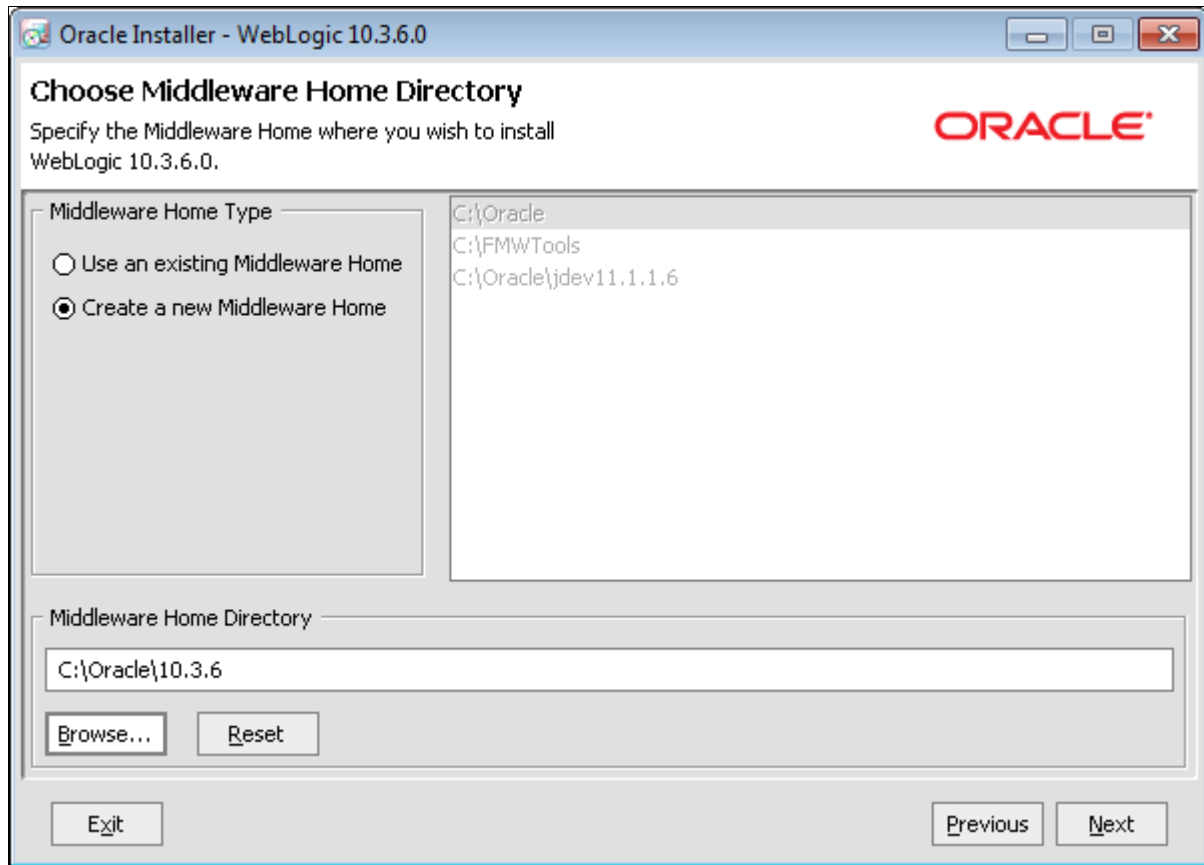 Oracle Installer - WebLogic 10.3.6.0
Choose Middleware Home Directory
Specify the Middleware Home where you wish to install
WebLogic 10.3.6.0.
ORACLE
Middleware Home Type
Use an existing Middleware Home
Create a new Middleware Home
C:\Oracle
C:\FMWTools
C:\Oracle\jdev11.1.1.6
Middleware Home Directory
C:\Oracle\10.3.6
Browse...
Reset
Exit
Previous
Next